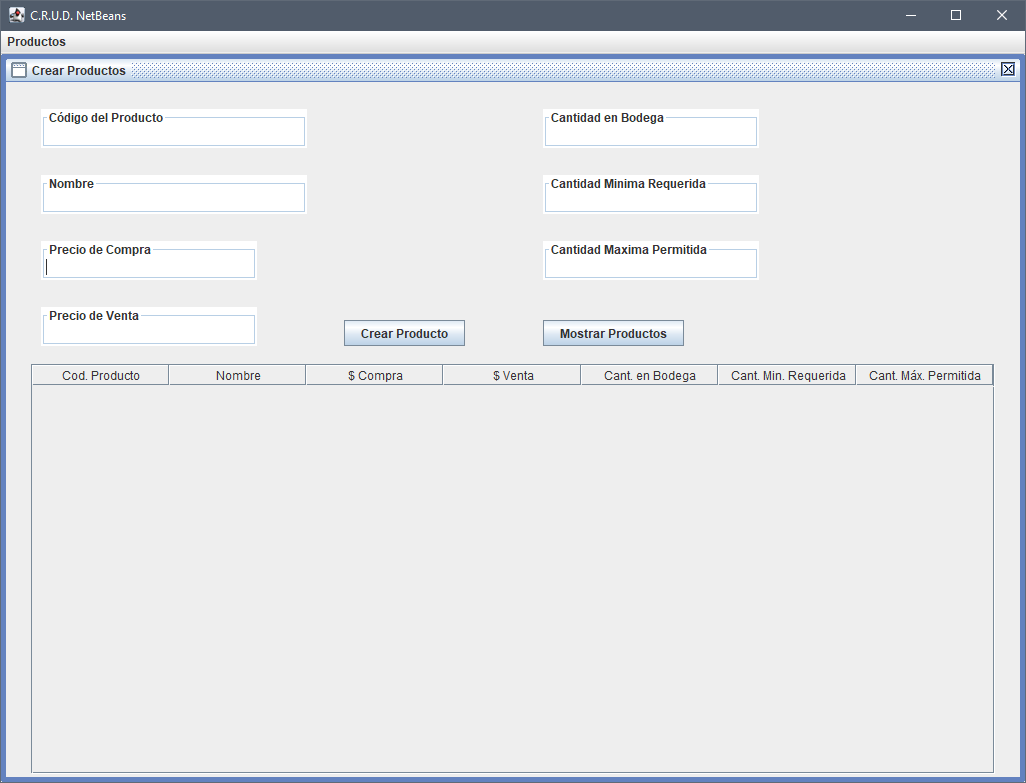 C.R.U.D. NetBeans
Productos
Crear Productos
Código del Producto
Cantidad en Bodega
Nombre
Cantidad Minima Requerida
Precio de Compra
Cantidad Maxima Permitida
Precio de Venta
Crear Producto
Mostrar Productos
Cod. Producto Nombre $ Compra $ Venta Cant. en Bodega Cant. Min. Requerida Cant. Máx. Permitida